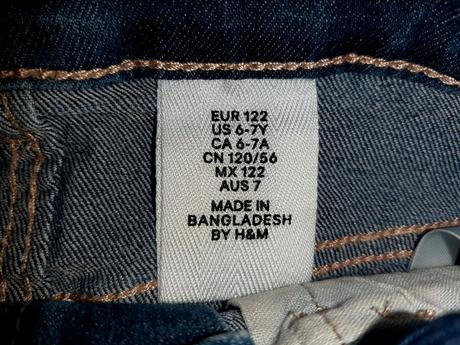 EUR 122
US 6-7Y
CA 6-7A
CN 120/56
MX 122
AUS 7
MADE IN
BANGLADESH
BY H&M